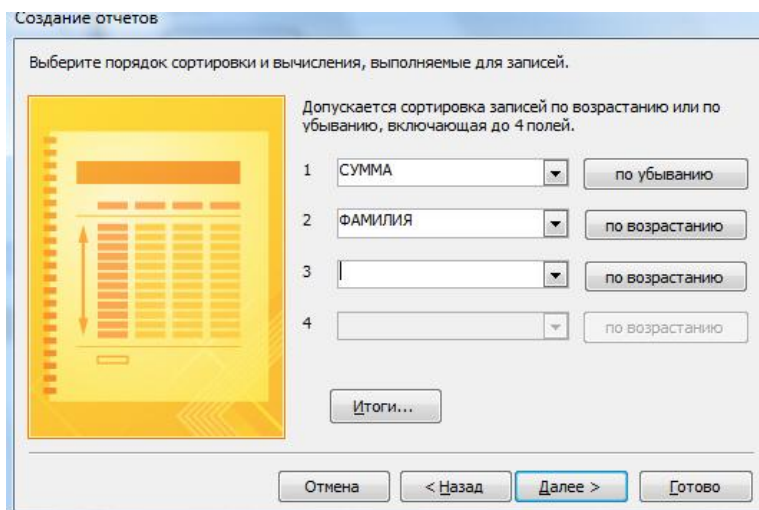 Создание отчетов
Выберите порядок сортировки и вычисления, выполняемые для записей.
Допускается сортировка записей по возрастанию или по
убыванию, включающая до 4 полей.
1 СУММА по убыванию
2 ФАМИЛИЯ по возрастанию
3 по возрастанию
4 по возрастанию
Итоги...
Отмена < Назад Далее > Готово